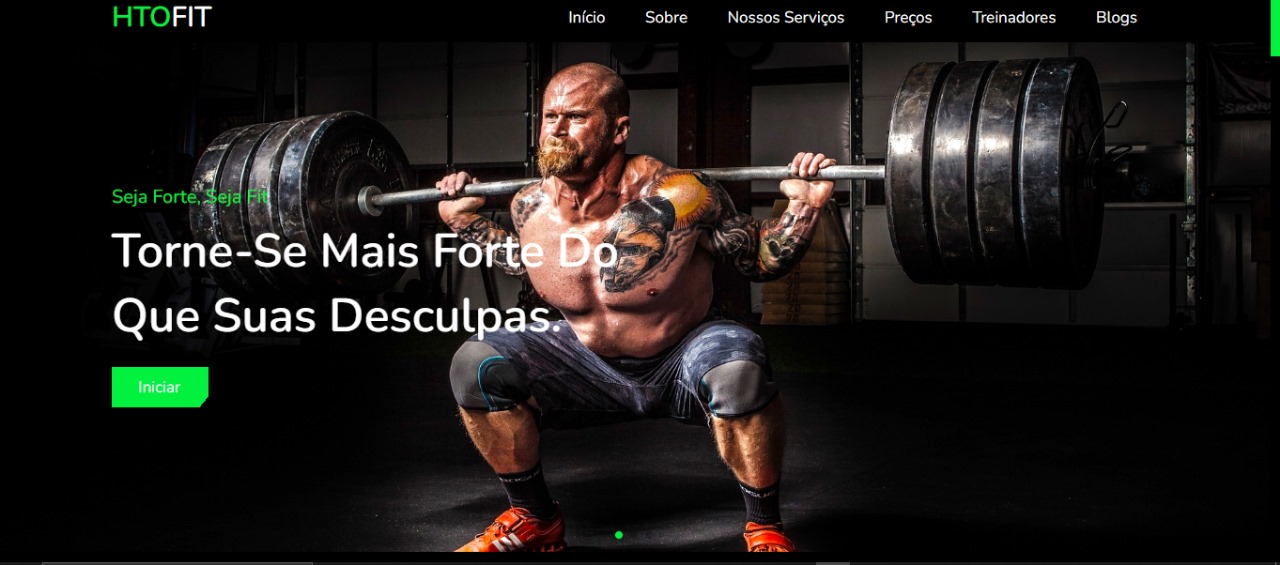 HTOFIT
Início Sobre Nossos Serviços Preços Treinadores Blogs
Seja Forte, Seja Fit
Torne-Se Mais Forte Do
Que Suas Desculpas.
Iniciar